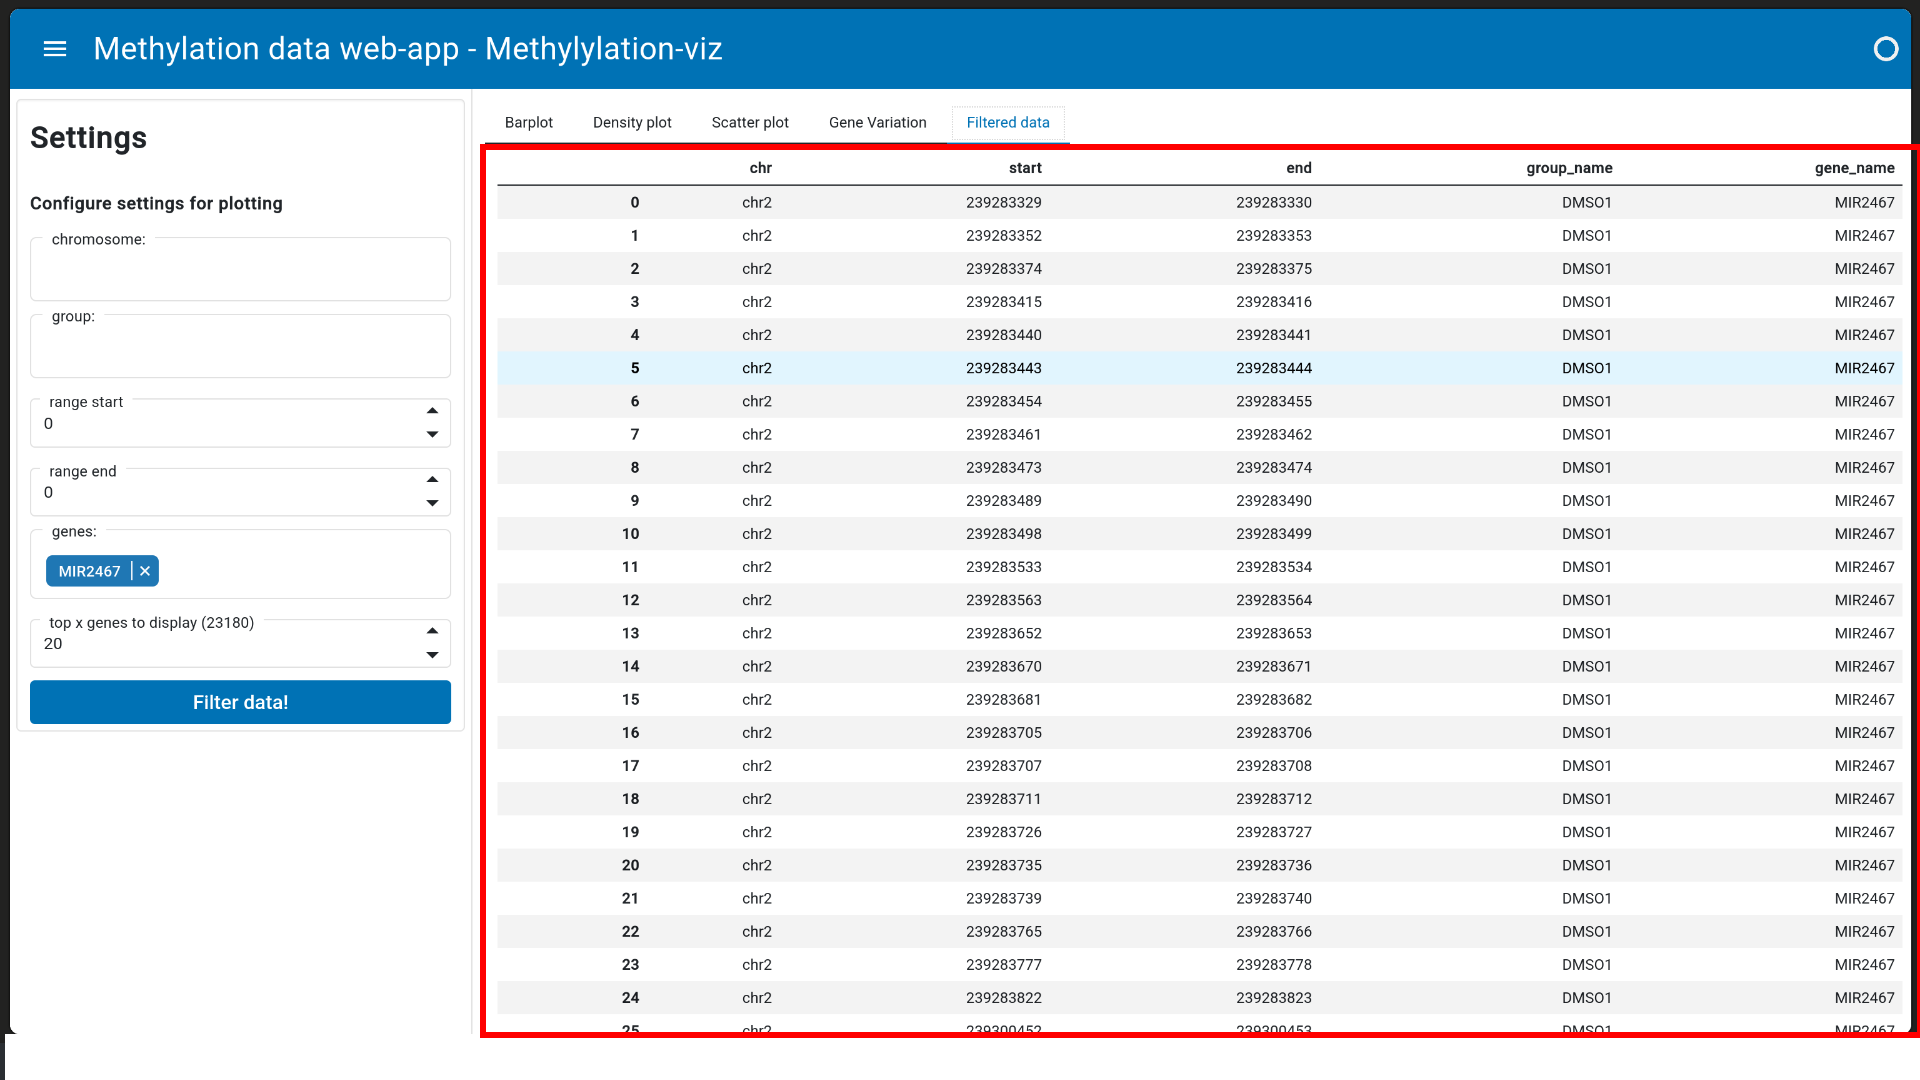 Methylation data web-app - Methylylation-viz
Settings
Configure settings for plotting
chromosome:
group:
range start
0
range end
0
genes:
MIR2467 | ×
top x genes to display (23180)
20
Filter data!
Barplot Density plot Scatter plot Gene Variation Filtered data
chr start end group_name gene_name
0 chr2 239283329 239283330 DMSO1 MIR2467
1 chr2 239283352 239283353 DMSO1 MIR2467
2 chr2 239283374 239283375 DMSO1 MIR2467
3 chr2 239283415 239283416 DMSO1 MIR2467
4 chr2 239283440 239283441 DMSO1 MIR2467
5 chr2 239283443 239283444 DMSO1 MIR2467
6 chr2 239283454 239283455 DMSO1 MIR2467
7 chr2 239283461 239283462 DMSO1 MIR2467
8 chr2 239283473 239283474 DMSO1 MIR2467
9 chr2 239283489 239283490 DMSO1 MIR2467
10 chr2 239283498 239283499 DMSO1 MIR2467
11 chr2 239283533 239283534 DMSO1 MIR2467
12 chr2 239283563 239283564 DMSO1 MIR2467
13 chr2 239283652 239283653 DMSO1 MIR2467
14 chr2 239283670 239283671 DMSO1 MIR2467
15 chr2 239283681 239283682 DMSO1 MIR2467
16 chr2 239283705 239283706 DMSO1 MIR2467
17 chr2 239283707 239283708 DMSO1 MIR2467
18 chr2 239283711 239283712 DMSO1 MIR2467
19 chr2 239283726 239283727 DMSO1 MIR2467
20 chr2 239283735 239283736 DMSO1 MIR2467
21 chr2 239283739 239283740 DMSO1 MIR2467
22 chr2 239283765 239283766 DMSO1 MIR2467
23 chr2 239283777 239283778 DMSO1 MIR2467
24 chr2 239283822 239283823 DMSO1 MIR2467
25 chr2 239300452 239300453 DMSO1 MIR2467